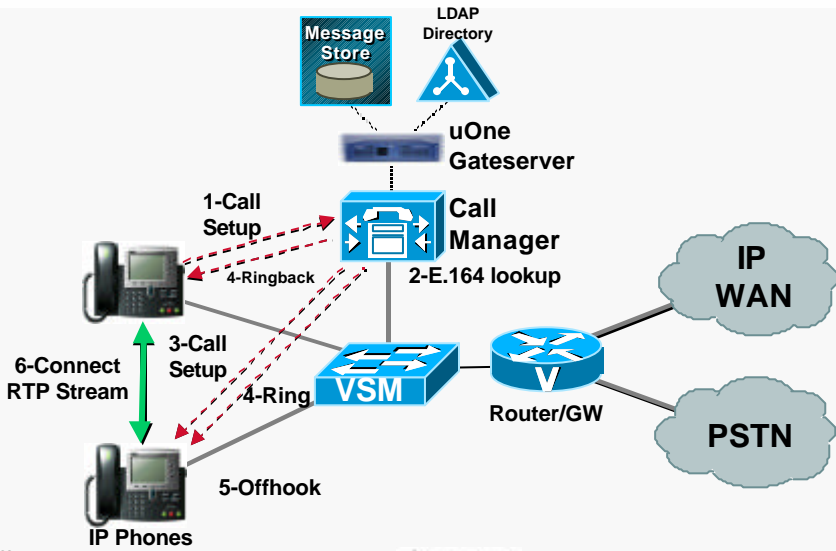 LDAP
Directory
Message
Store
uOne
Gateserver
1-Call
Setup
Call
Manager
4-Ringback
2-E.164 lookup
IP
WAN
6-Connect
RTP Stream
3-Call
Setup
4-Ring
VSM
V
Router/GW
PSTN
5-Offhook
IP Phones